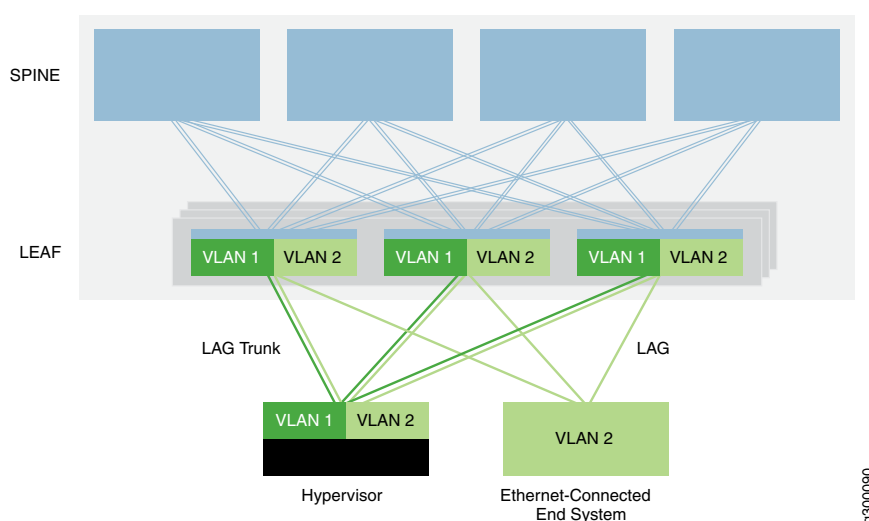 SPINE
LEAF
VLAN 1 VLAN 2 VLAN 1 VLAN 2 VLAN 1 VLAN 2
LAG Trunk
LAG
VLAN 1 VLAN 2
VLAN 2
Hypervisor
Ethernet-Connected
End System
g300090